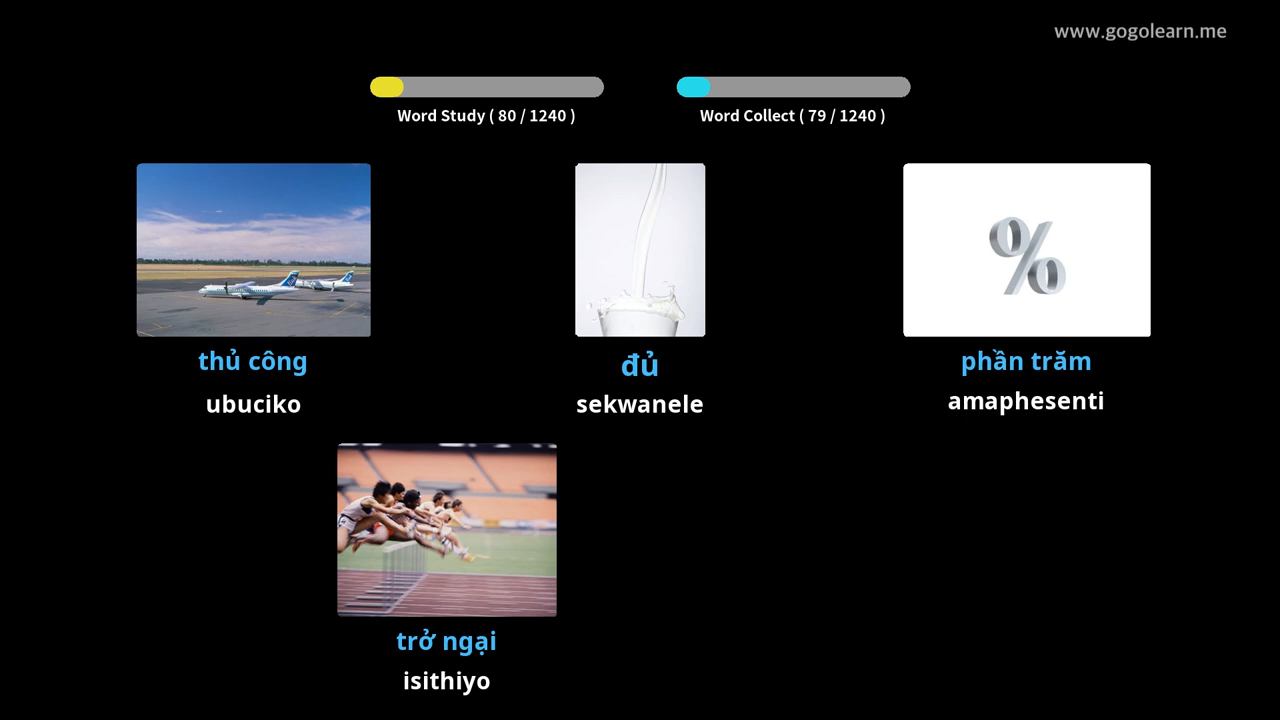 www.gogolearn.me
Word Study ( 80 / 1240 )
Word Collect ( 79 / 1240 )
thủ công
ubuciko
đủ
sekwanele
%
phần trăm
amaphesenti
trở ngại
isithiyo